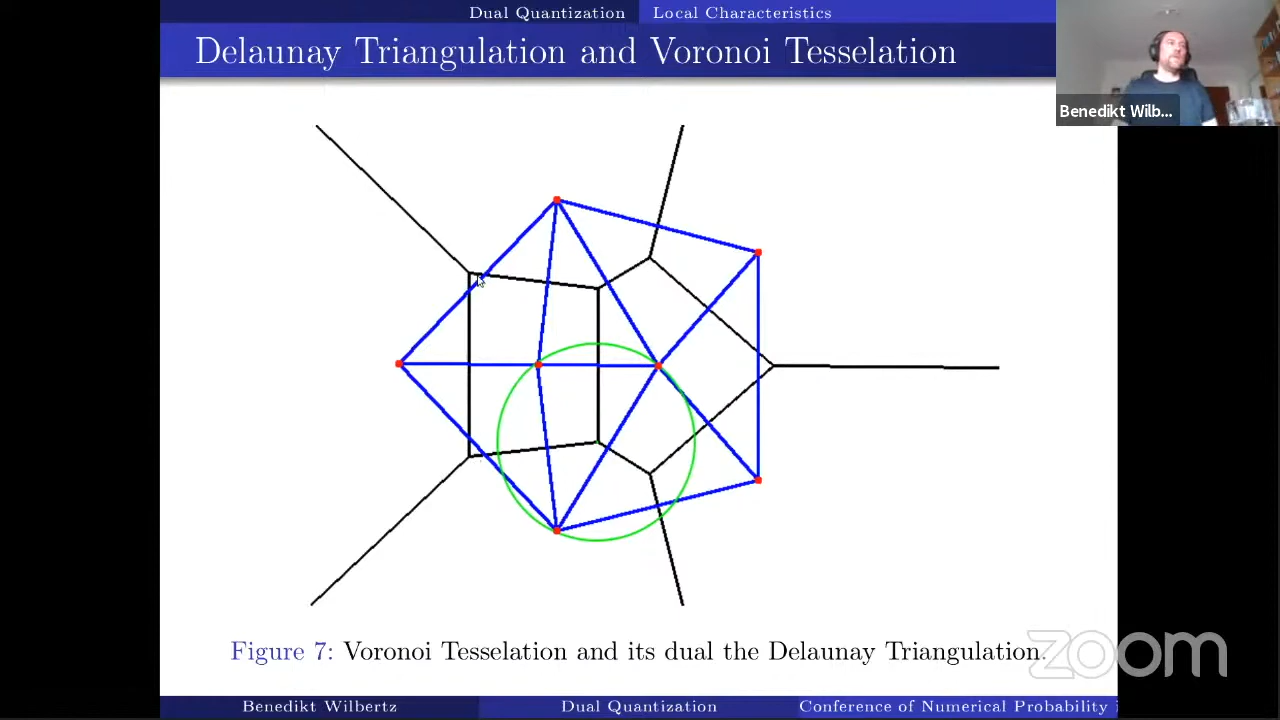 Dual Quantization Local Characteristics
Delaunay Triangulation and Voronoi Tesselation
Benedikt Wilb...
Figure 7: Voronoi Tesselation and its dual the Delaunay Triangulation.
zoom
Benedikt Wilbertz Dual Quantization Conference of Numerical Probability